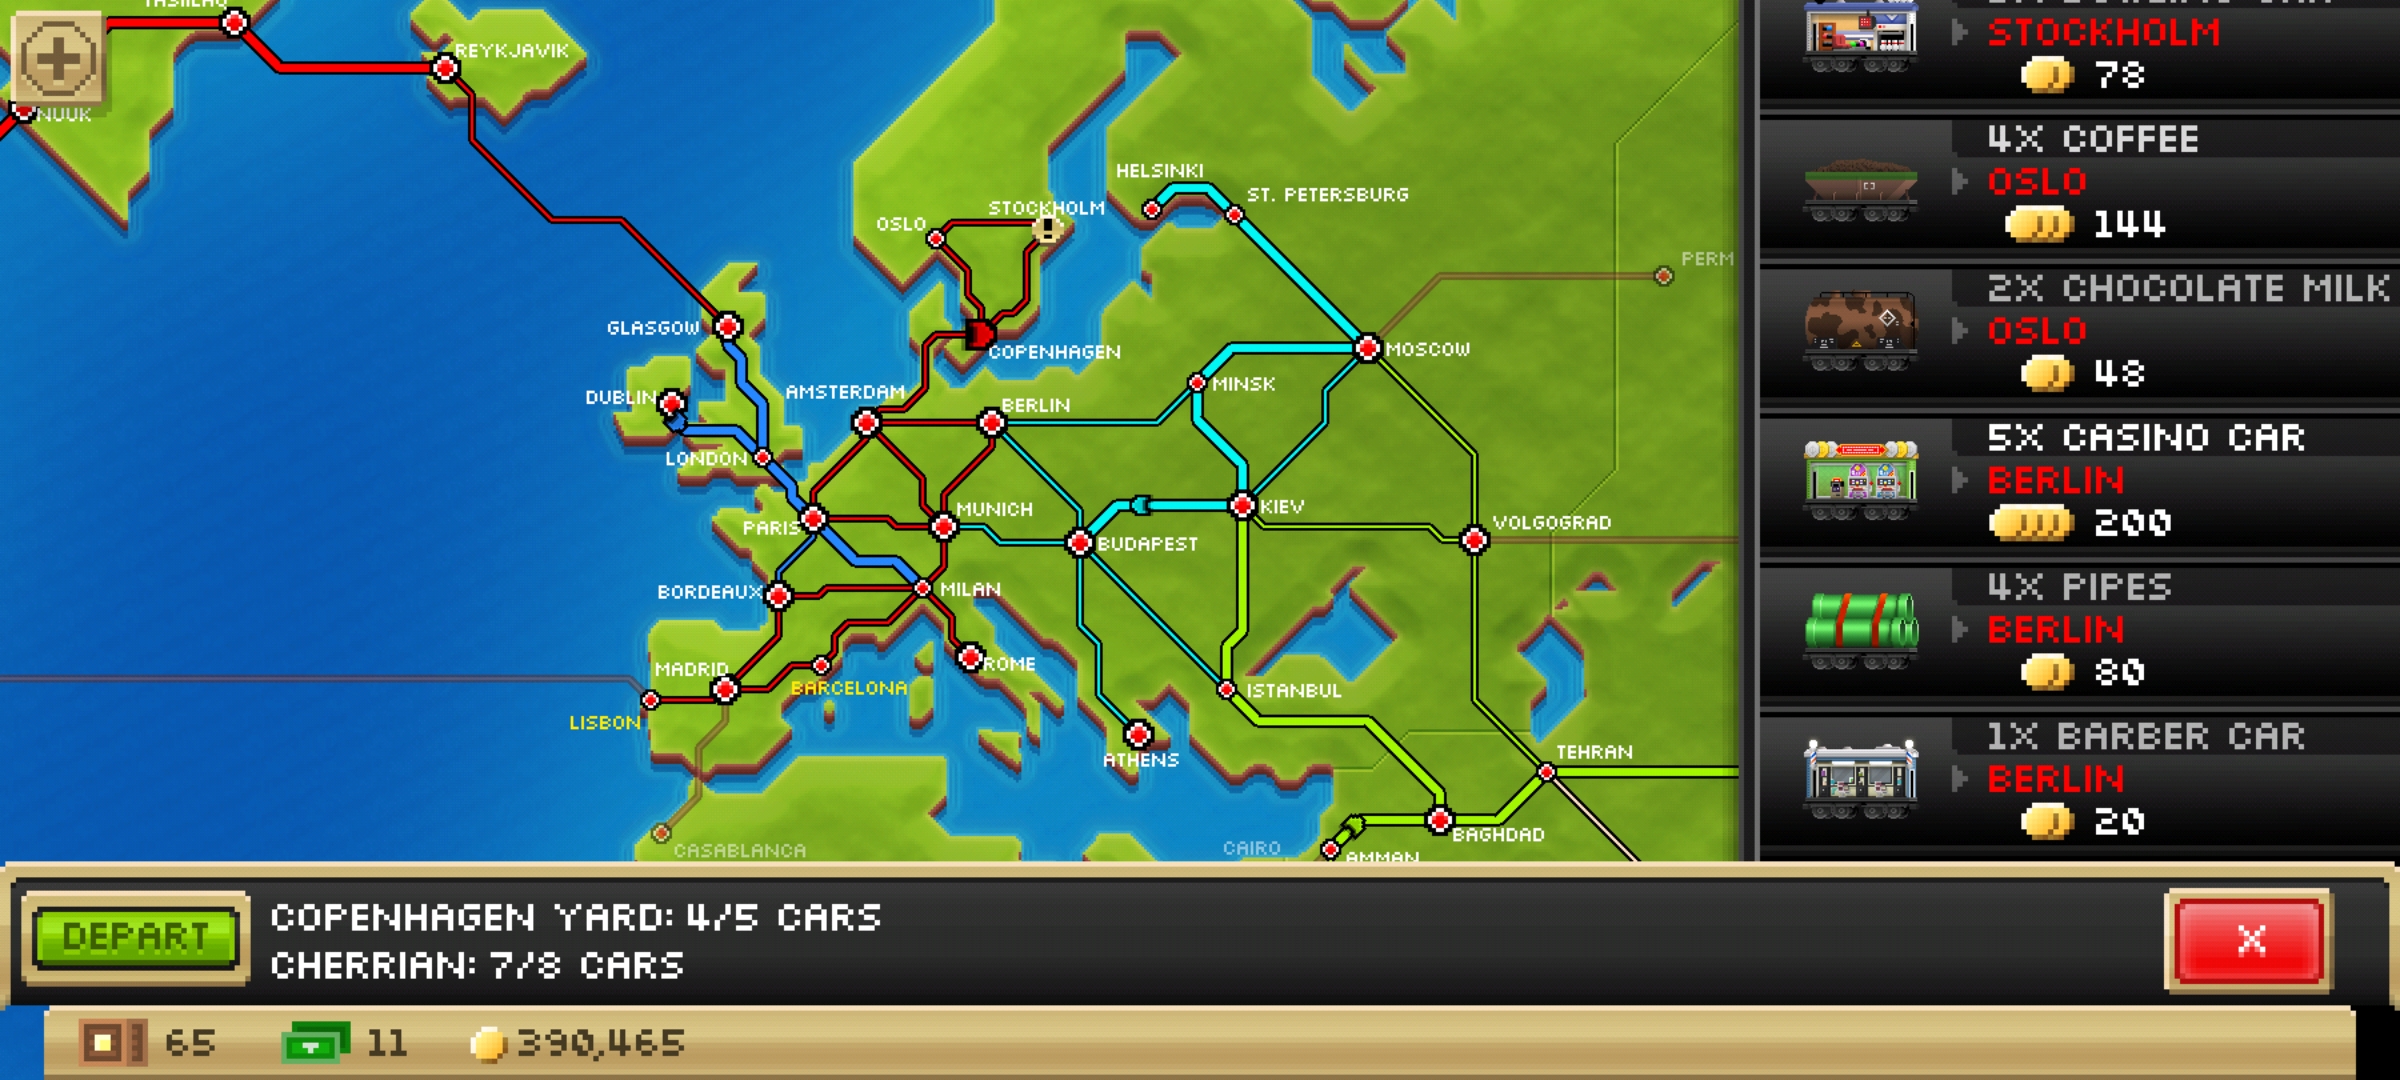 REYKJAVIK
NUUK
HELSINKI
ST. PETERSBURG
STOCKHOLM
OSLO
PERM
GLASGOW
COPENHAGEN
MOSCOW
MINSK
DUBLIN
AMSTERDAM
BERLIN
LONDON
MUNICH
KIEV
PARIS
BUDAPEST
VOLGOGRAD
BORDEAUX
MILAN
MADRID
ROME
BARCELONA
ISTANBUL
LISBON
ATHENS
TEHRAN
BAGHDAD
CASABLANCA
CAIRO
AMMAN
STOCKHOLM
78
4X COFFEE
OSLO
144
2X CHOCOLATE MILK
OSLO
48
5X CASINO CAR
BERLIN
200
4X PIPES
BERLIN
80
1X BARBER CAR
BERLIN
20
DEPART
COPENHAGEN YARD: 4/5 CARS
CHERRIAN: 7/8 CARS
X
65
11
390,465